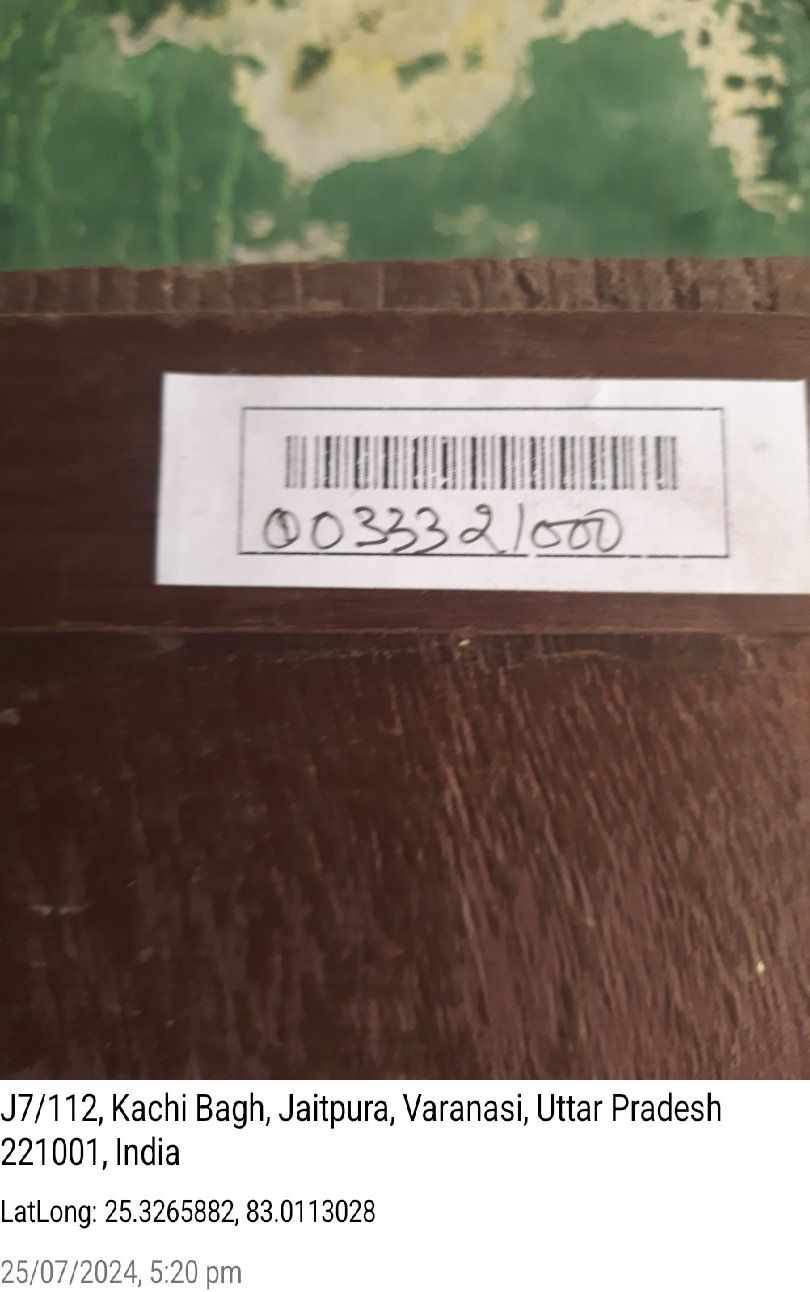 0033321000
J7/112, Kachi Bagh, Jaitpura, Varanasi, Uttar Pradesh
221001, India
LatLong: 25.3265882, 83.0113028
25/07/2024, 5:20 pm